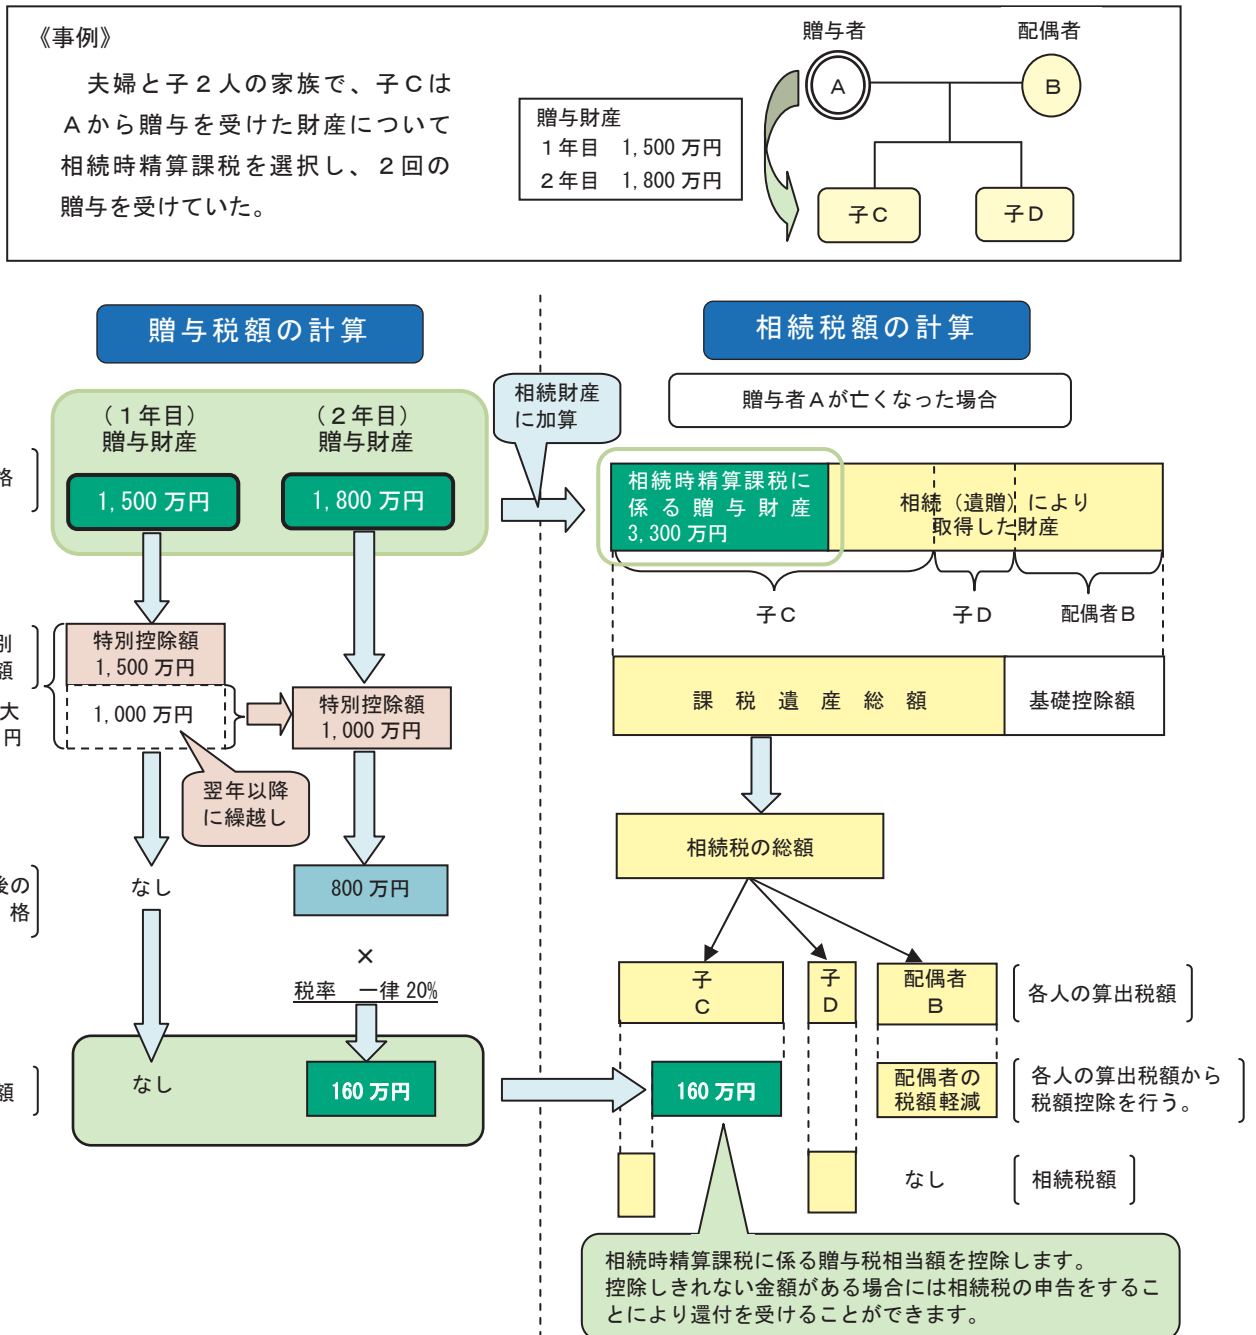 《事例》
夫婦と子２人の家族で、子Ｃは
Ａから贈与を受けた財産について
相続時精算課税を選択し、２回の
贈与を受けていた。
贈与財産
１年目　1,500 万円
２年目　1,800 万円
贈与者
配偶者
Ａ
Ｂ
子Ｃ
子Ｄ
贈与税額の計算
（１年目）
贈与財産
（２年目）
贈与財産
格
1,500 万円
1,800 万円
別
額
大
円
特別控除額
1,500 万円
1,000 万円
特別控除額
1,000 万円
翌年以降
に繰越し
後の
格
なし
800 万円
×
税率　一律 20%
額
なし
160 万円
相続財産
に加算
相続税額の計算
贈与者Ａが亡くなった場合
相続時精算課税に
係る贈与財産
3,300 万円
相続（遺贈）により
取得した財産
子Ｃ
子Ｄ
配偶者Ｂ
課税遺産総額
基礎控除額
相続税の総額
子
Ｃ
子
Ｄ
配偶者
Ｂ
各人の算出税額
160 万円
配偶者の
税額軽減
各人の算出税額から
税額控除を行う。
なし
相続税額
相続時精算課税に係る贈与税相当額を控除します。
控除しきれない金額がある場合には相続税の申告をするこ
とにより還付を受けることができます。